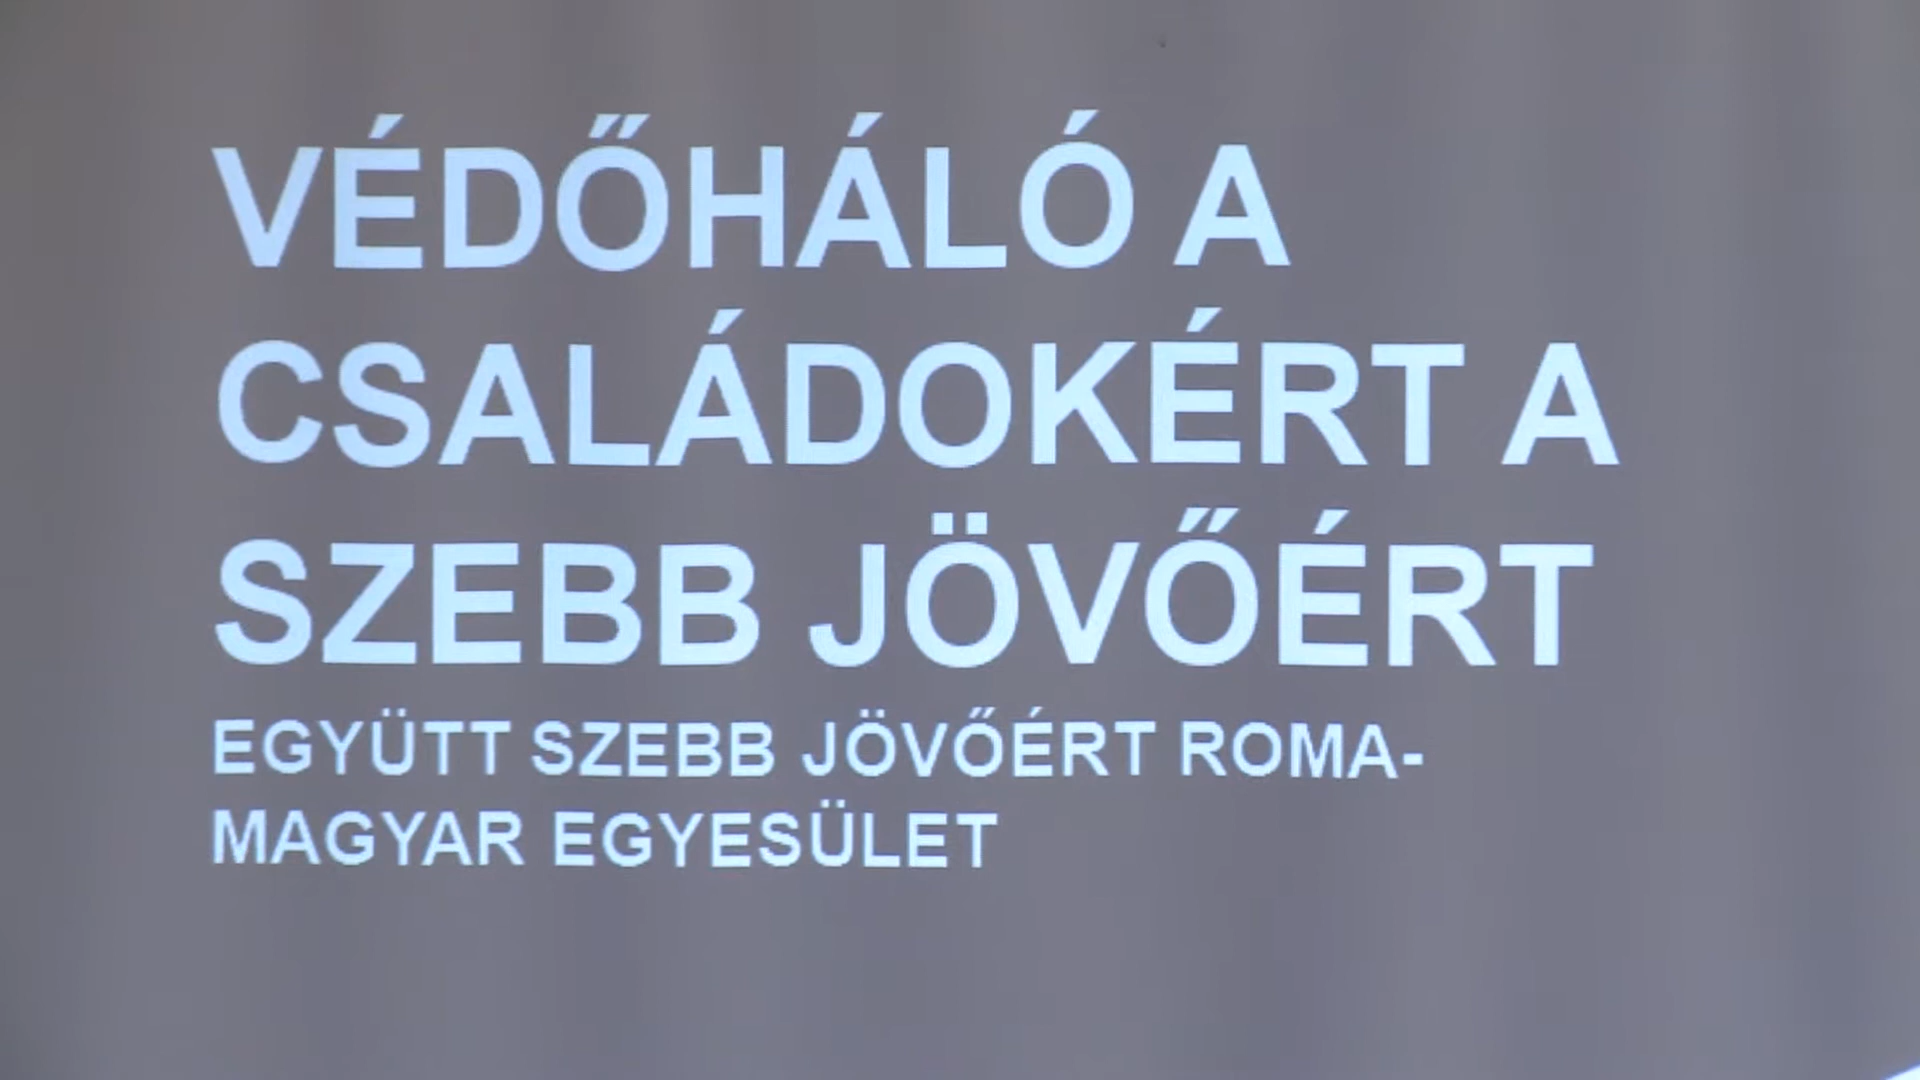 VÉDŐHÁLÓ A
CSALÁDOKÉRT A
SZEBB JÖVŐÉRT
EGYÜTT SZEBB JÖVŐÉRT ROMA-
MAGYAR EGYESÜLET